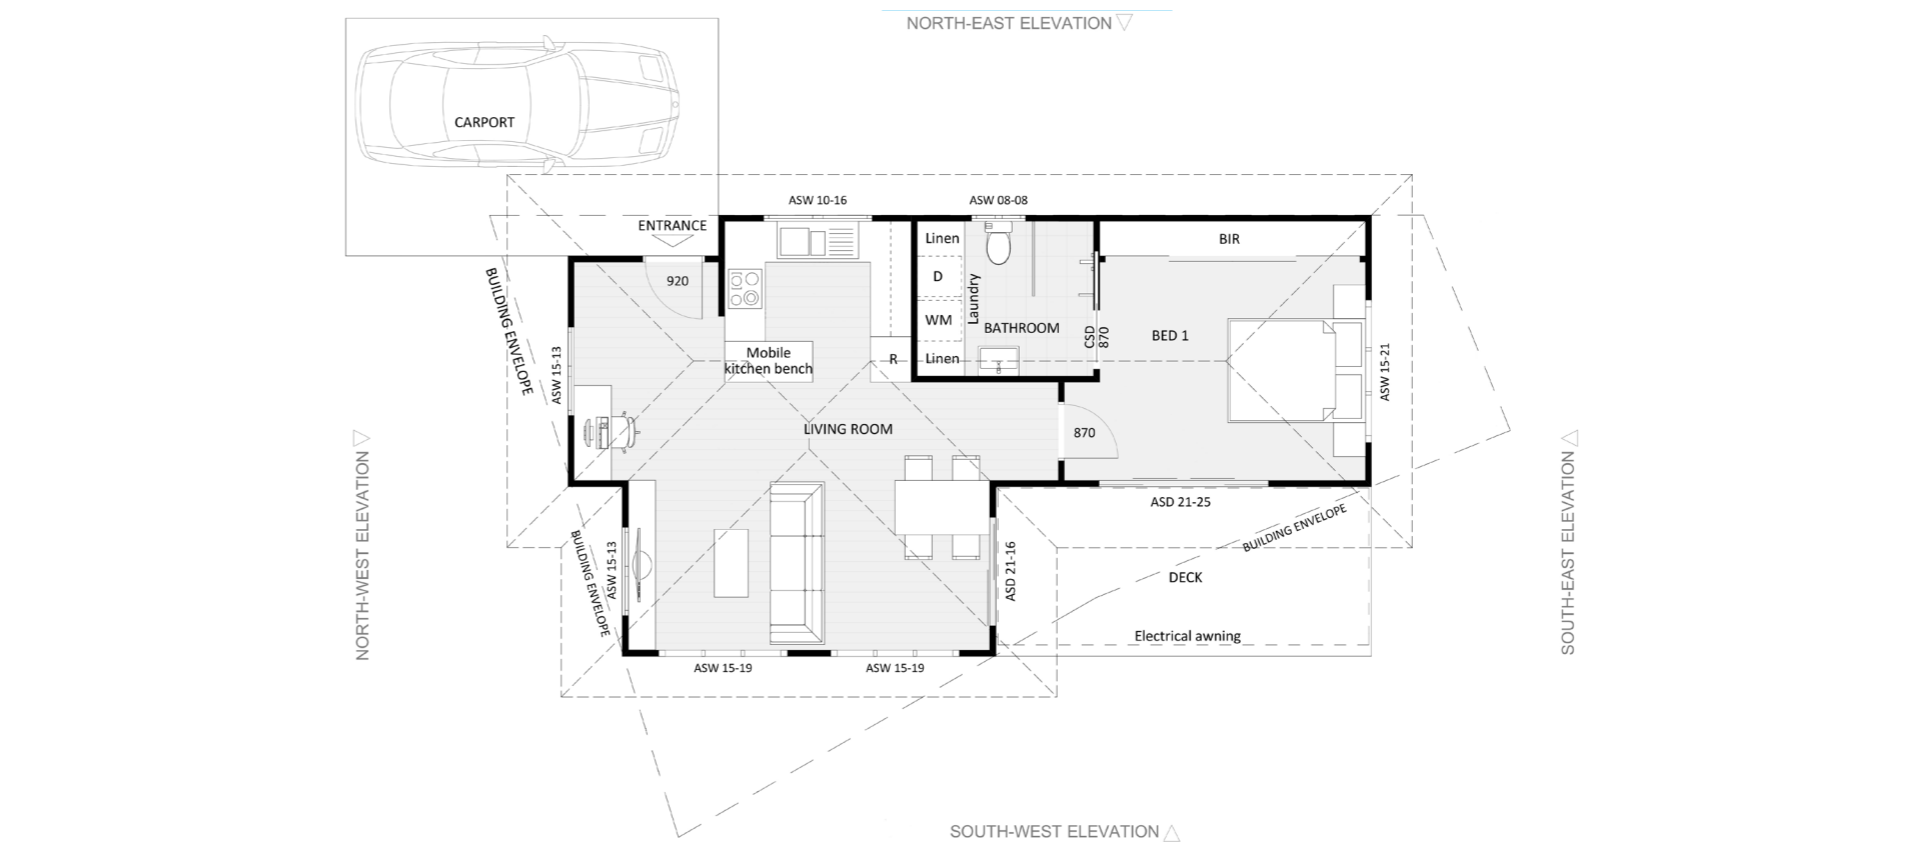 NORTH-EAST ELEVATION
CARPORT
ENTRANCE
ASW 10-16
ASW 08-08
920
Linen
D
WM
Linen
Laundry
BATHROOM
CSD
870
BIR
BED 1
ASW 15-21
BUILDING ENVELOPE
ASW 15-13
Mobile
kitchen bench
R
LIVING ROOM
870
NORTH-WEST ELEVATION
SOUTH-EAST ELEVATION
BUILDING ENVELOPE
ASW 15-13
ASD 21-16
ASD 21-25
BUILDING ENVELOPE
DECK
Electrical awning
ASW 15-19
ASW 15-19
SOUTH-WEST ELEVATION